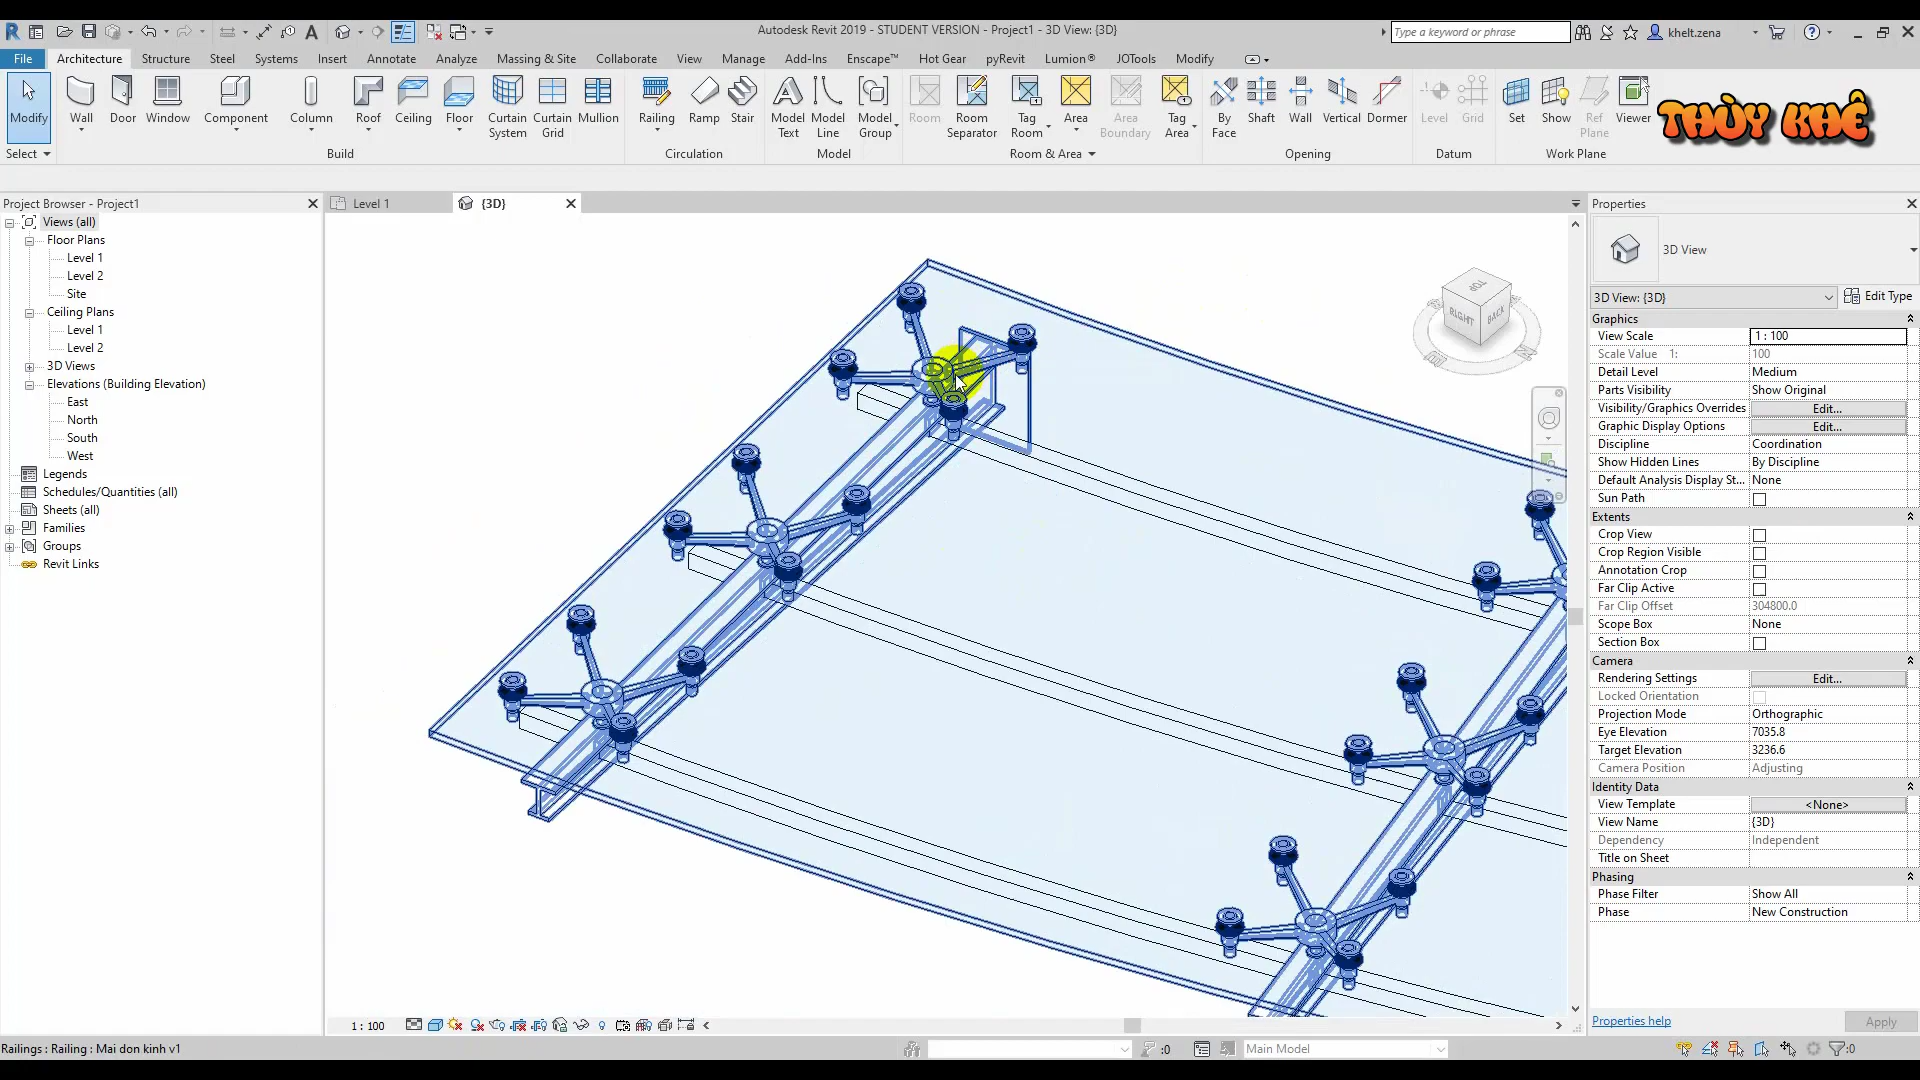 Autodesk Revit 2019 - STUDENT VERSION - Project1 - 3D View: {3D}
Type a keyword or phrase
khelt.zena
File Architecture Structure Steel Systems Insert Annotate Analyze Massing & Site Collaborate View Manage Add-Ins Enscape™ Hot Gear pyRevit Lumion® JOTools Modify
Modify Wall Door Window Component Column Roof Ceiling Floor Curtain System Curtain Grid Mullion Railing Ramp Stair Model Text Model Line Model Group Room Room Separator Tag Room Area Area Boundary Tag Area By Face Shaft Wall Vertical Dormer Level Grid Set Show Ref Plane Viewer
THÙY KHÊ
Select Build Circulation Model Room & Area Opening Datum Work Plane
Project Browser - Project1
Views (all)
Floor Plans
Level 1
Level 2
Site
Ceiling Plans
Level 1
Level 2
3D Views
Elevations (Building Elevation)
East
North
South
West
Legends
Schedules/Quantities (all)
Sheets (all)
Families
Groups
Revit Links
Level 1 {3D}
TOP
RIGHT BACK
1 : 100
Properties
3D View
3D View: {3D} Edit Type
Graphics
View Scale 1 : 100
Scale Value 1: 100
Detail Level Medium
Parts Visibility Show Original
Visibility/Graphics Overrides Edit...
Graphic Display Options Edit...
Discipline Coordination
Show Hidden Lines By Discipline
Default Analysis Display St... None
Sun Path
Extents
Crop View
Crop Region Visible
Annotation Crop
Far Clip Active
Far Clip Offset 304800.0
Scope Box None
Section Box
Camera
Rendering Settings Edit...
Locked Orientation
Projection Mode Orthographic
Eye Elevation 7035.8
Target Elevation 3236.6
Camera Position Adjusting
Identity Data
View Template <None>
View Name {3D}
Dependency Independent
Title on Sheet
Phasing
Phase Filter Show All
Phase New Construction
Properties help Apply
Railings : Railing : Mai don kinh v1 :0 Main Model :0